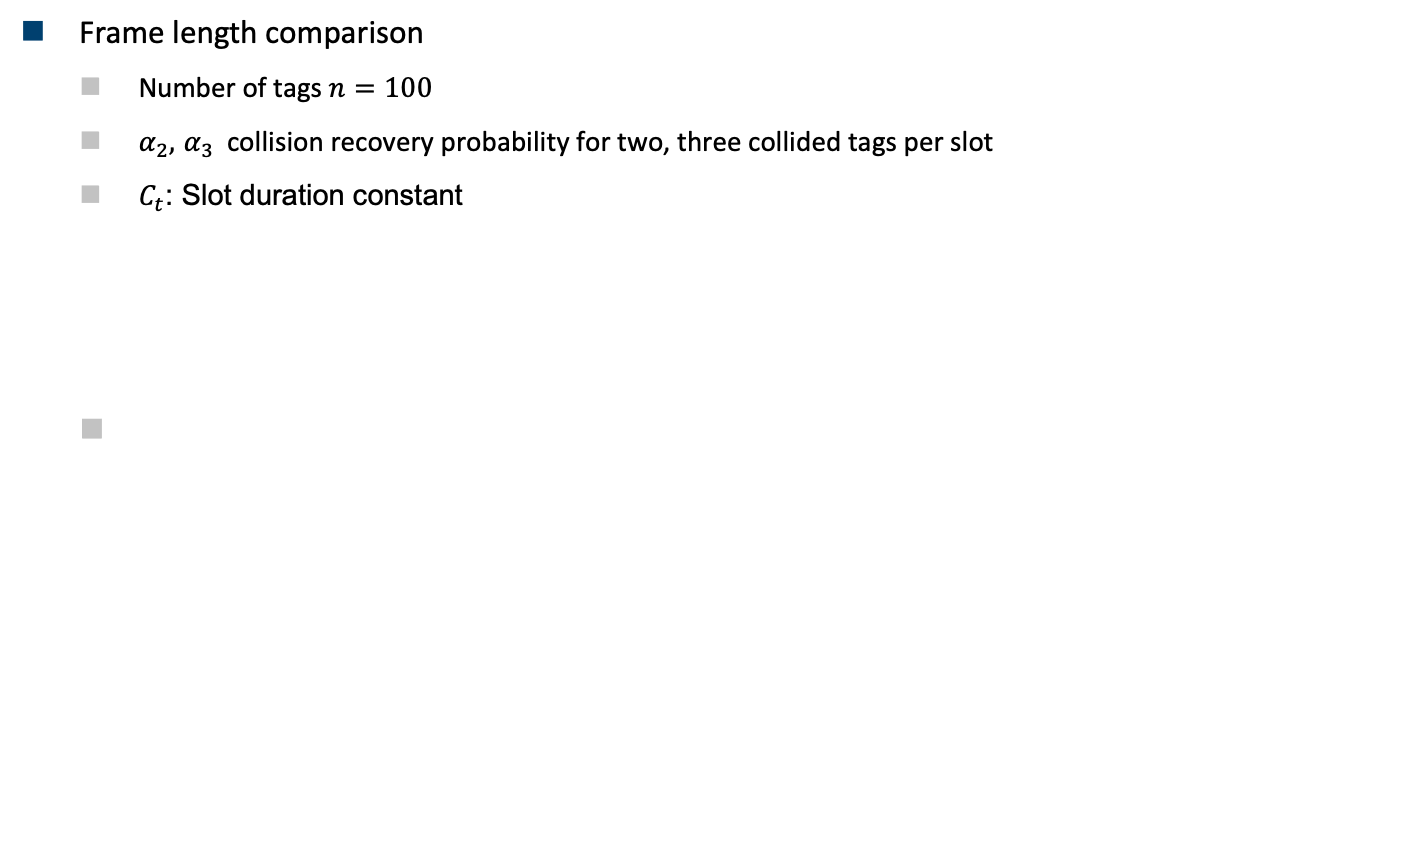 Frame length comparison
Number of tags 𝑛 = 100
𝛼₂, 𝛼₃ collision recovery probability for two, three collided tags per slot
𝐶ₜ: Slot duration constant